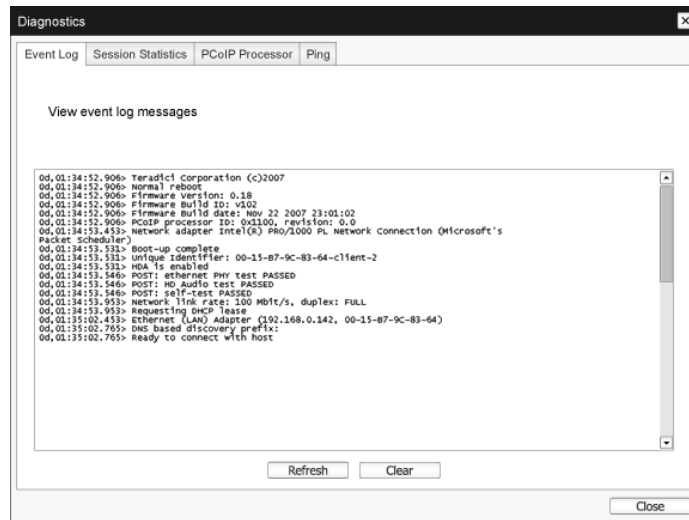 Diagnostics
Event Log Session Statistics PCoIP Processor Ping
View event log messages
0d,01:34:52.906> Teradici Corporation (c)2007
0d,01:34:52.906> Normal reboot
0d,01:34:52.906> Firmware Version: 0.18
0d,01:34:52.906> Firmware Build ID: v102
0d,01:34:52.906> Firmware Build date: Nov 22 2007 23:01:02
0d,01:34:52.906> PCoIP processor ID: 0x1100, revision: 0.0
0d,01:34:53.453> Network adapter Intel(R) PRO/1000 PL Network Connection (Microsoft's
Packet Scheduler)
0d,01:34:53.531> Boot-up complete
0d,01:34:53.531> Unique Identifier: 00-15-B7-9C-83-64-client-2
0d,01:34:53.531> HDA is enabled
0d,01:34:53.546> POST: ethernet PHY test PASSED
0d,01:34:53.546> POST: HD Audio test PASSED
0d,01:34:53.546> POST: self-test PASSED
0d,01:34:53.953> Network link rate: 100 Mbit/s, duplex: FULL
0d,01:34:53.953> Requesting DHCP lease
0d,01:35:02.453> Ethernet (LAN) Adapter (192.168.0.142, 00-15-B7-9C-83-64)
0d,01:35:02.765> DNS based discovery prefix:
0d,01:35:02.765> Ready to connect with host
Refresh Clear
Close